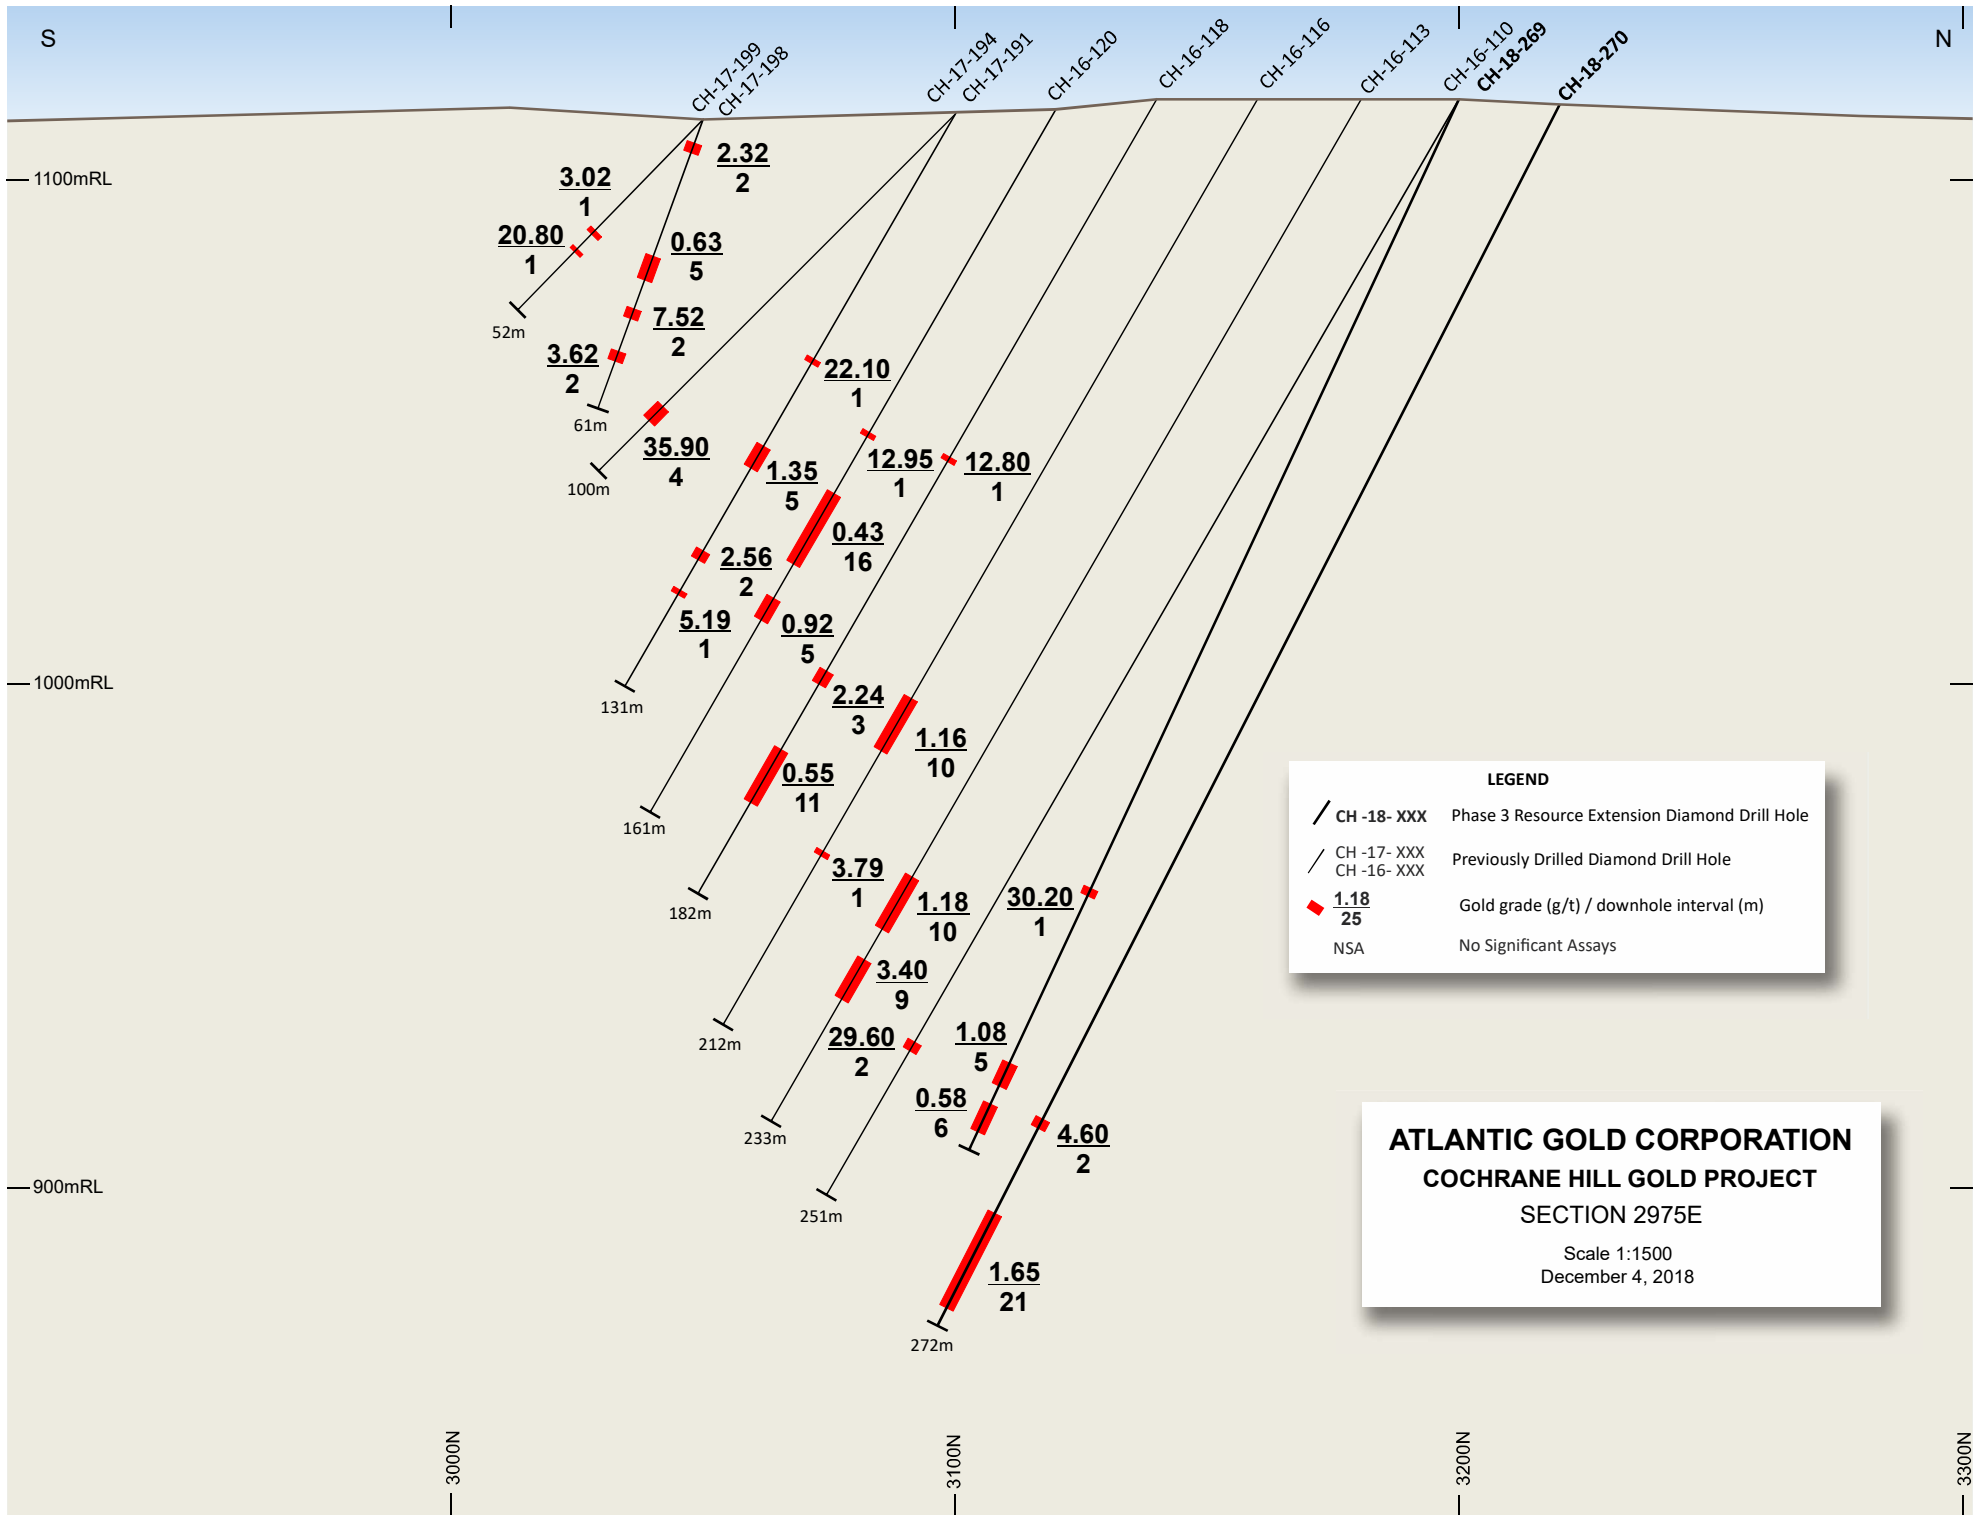 S
N
CH-17-199
CH-17-198
CH-17-194
CH-17-191
CH-16-120
CH-16-118
CH-16-116
CH-16-113
CH-16-110
CH-18-269
CH-18-270
1100mRL
1000mRL
900mRL
2.32
2
3.02
1
20.80
1
0.63
5
7.52
2
3.62
2
52m
61m
35.90
4
100m
22.10
1
1.35
5
2.56
2
5.19
1
131m
12.95
1
0.43
16
0.92
5
161m
12.80
1
2.24
3
0.55
11
182m
1.16
10
3.79
1
212m
1.18
10
3.40
9
233m
29.60
2
251m
30.20
1
1.08
5
0.58
6
4.60
2
1.65
21
272m
LEGEND
CH -18- XXX Phase 3 Resource Extension Diamond Drill Hole
CH -17- XXX
CH -16- XXX
Previously Drilled Diamond Drill Hole
1.18
25
Gold grade (g/t) / downhole interval (m)
NSA No Significant Assays
ATLANTIC GOLD CORPORATION
COCHRANE HILL GOLD PROJECT
SECTION 2975E
Scale 1:1500
December 4, 2018
3000N
3100N
3200N
3300N